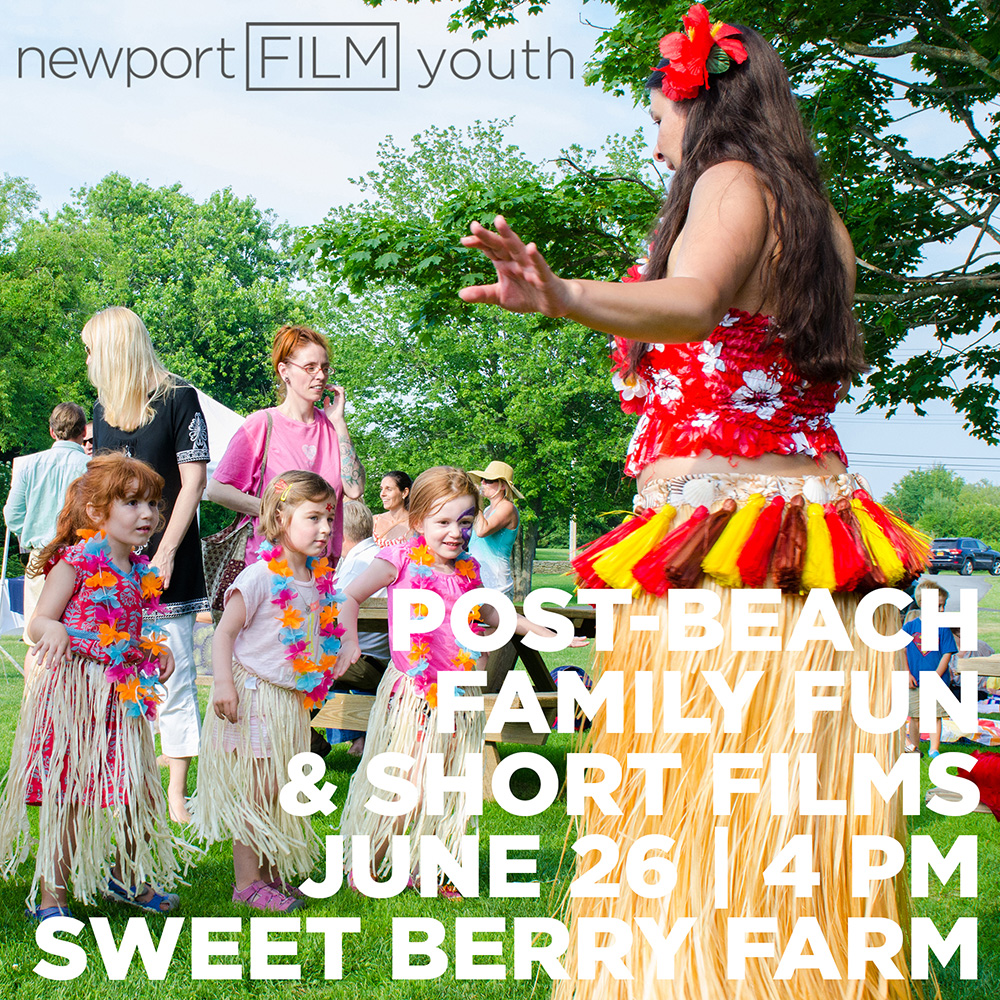 newport FILM youth
POST-BEACH
FAMILY FUN
& SHORT FILMS
JUNE 26 | 4 PM
SWEET BERRY FARM